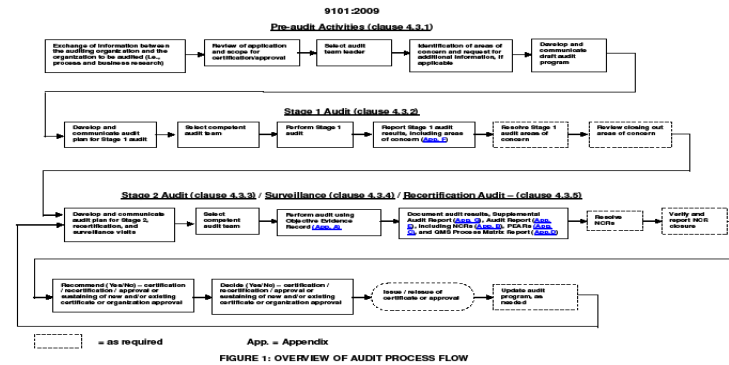 9101:2009
Pre-audit Activities (clause 4.3.1)
Exchange of information between
the auditing organization and the
organization to be audited (i.e.,
process and business research)
Review of application
and scope for
certification/approval
Select audit
team leader
Identification of areas of
concern and request for
additional information, if
applicable
Develop and
communicate
draft audit
program
Stage 1 Audit (clause 4.3.2)
Develop and
communicate audit
plan for Stage 1 audit
Select competent
audit team
Perform Stage 1
audit
Report Stage 1 audit
results, including areas
of concern (App. F)
Resolve Stage 1
audit areas of
concern
Review closing out
areas of concern
Stage 2 Audit (clause 4.3.3) / Surveillance (clause 4.3.4) / Recertification Audit – (clause 4.3.5)
Develop and communicate
audit plan for Stage 2,
recertification, and
surveillance visits
Select
competent
audit team
Perform audit using
Objective Evidence
Record (App. A)
Document audit results, Supplemental
Audit Report (App. G), Audit Report (App.
E), including NCRs (App. B), PEARs (App.
C), and QMS Process Matrix Report (App.D)
Resolve
NCRs
Verify and
report NCR
closure
Recommend (Yes/No) – certification
/ recertification / approval or
sustaining of new and/or existing
certificate or organization approval
Decide (Yes/No) – certification /
recertification / approval or
sustaining of new and/or existing
certificate or organization approval
Issue / reissue of
certificate or approval
Update audit
program, as
needed
= as required
App. = Appendix
FIGURE 1: OVERVIEW OF AUDIT PROCESS FLOW